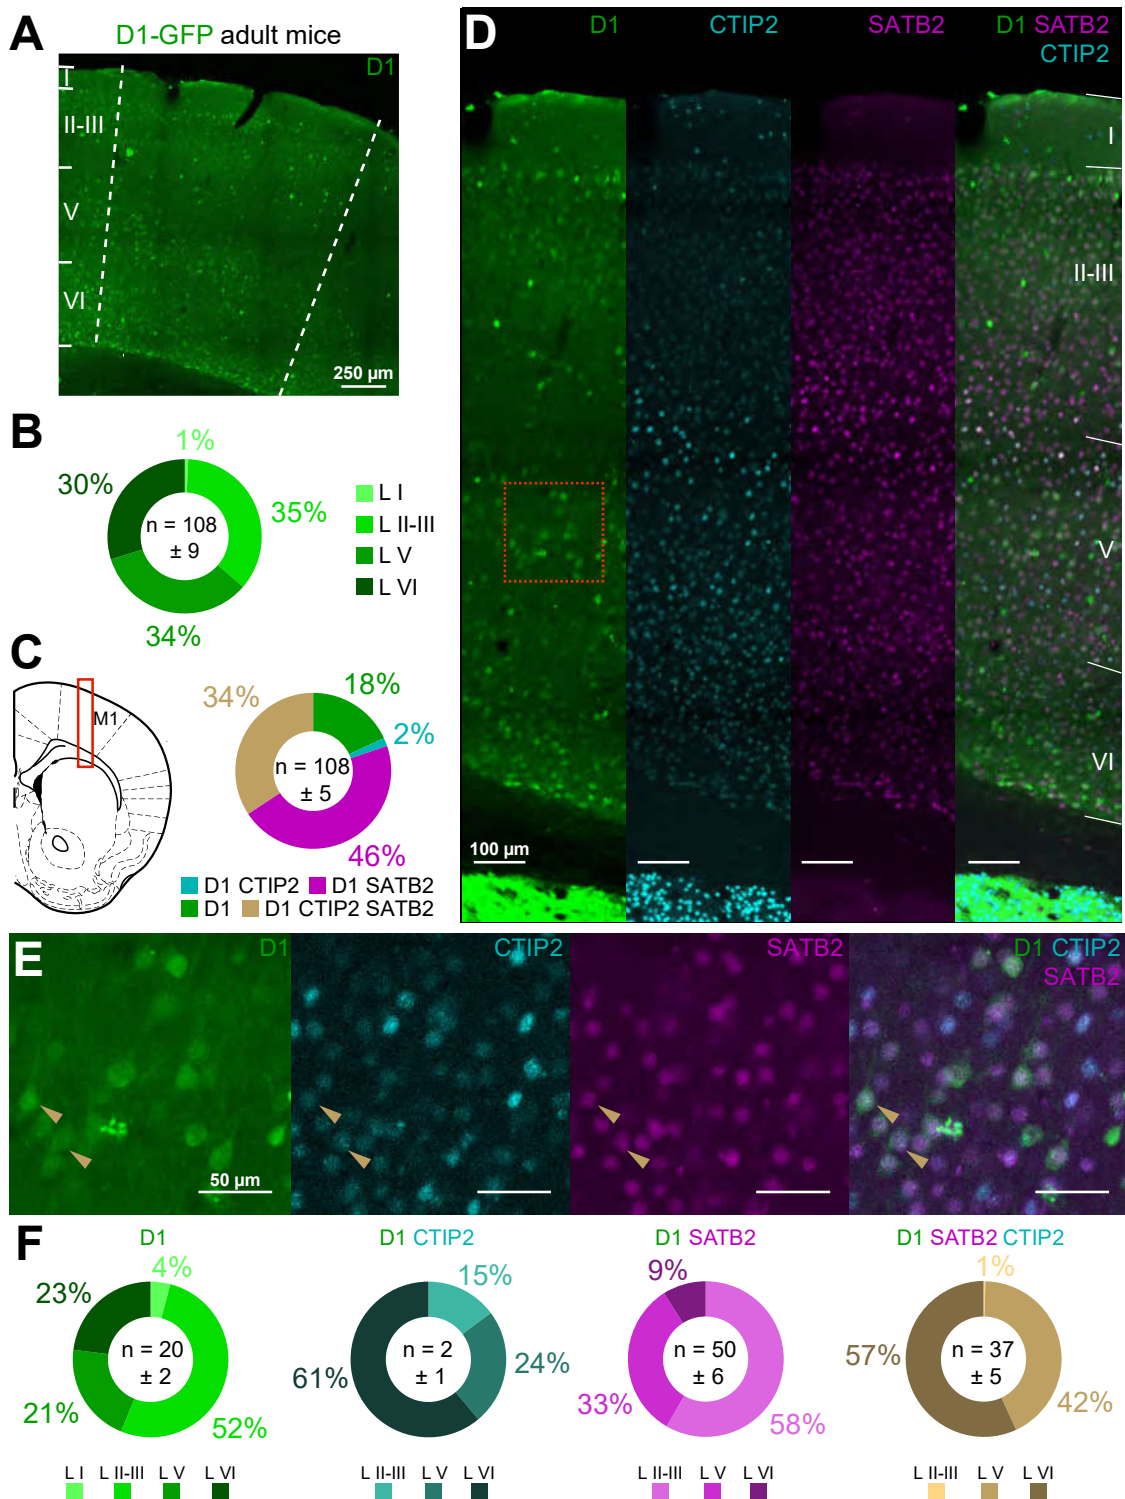 A
D1-GFP adult mice
D1
I
II-III
V
VI
250 µm
B
1%
30%
35%
34%
n = 108
± 9
L I
L II-III
L V
L VI
C
M1
34%
18%
2%
46%
n = 108
± 5
D1 CTIP2
D1 SATB2
D1
D1 CTIP2 SATB2
D
D1
CTIP2
SATB2
D1 SATB2
CTIP2
I
II-III
V
VI
100 µm
E
D1
CTIP2
SATB2
D1 CTIP2
SATB2
50 µm
F
D1
4%
23%
21%
52%
n = 20
± 2
L I
L II-III
L V
L VI
D1 CTIP2
15%
24%
61%
n = 2
± 1
L II-III
L V
L VI
D1 SATB2
9%
33%
58%
n = 50
± 6
L II-III
L V
L VI
D1 SATB2 CTIP2
1%
57%
42%
n = 37
± 5
L II-III
L V
L VI